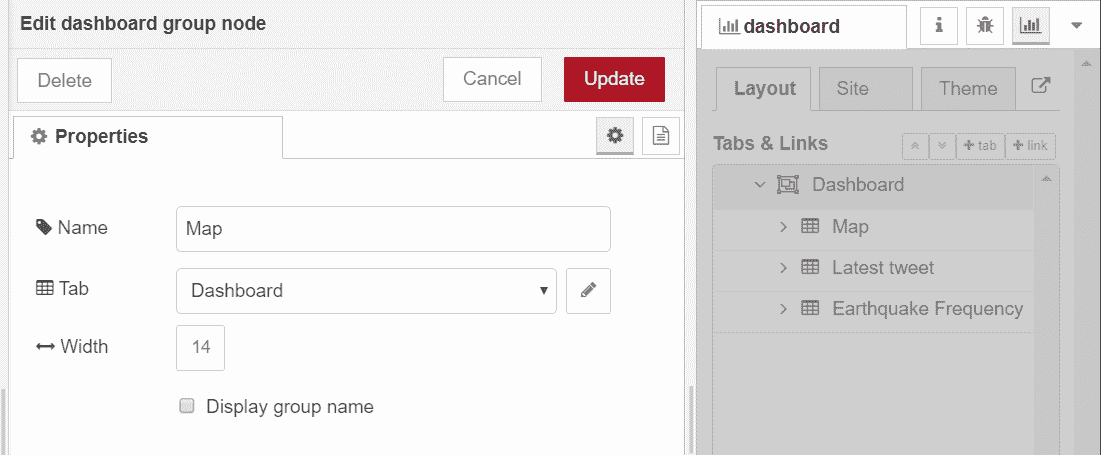 Edit dashboard group node
Delete
Cancel
Update
Properties
Name
Map
Tab
Dashboard
Width
14
Display group name
dashboard
Layout
Site
Theme
Tabs & Links
tab
link
Dashboard
Map
Latest tweet
Earthquake Frequency